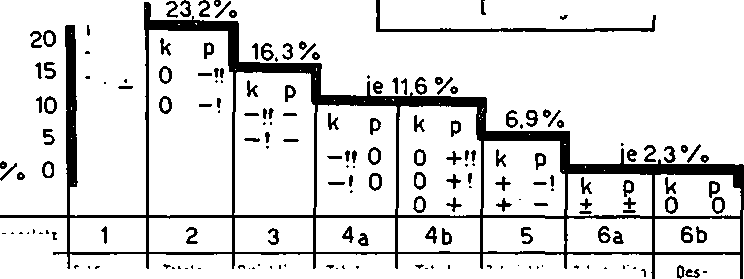 23,2%
20 k p 16,3%
15 0 -!! k p je 11,6%
10 0 -! -!! - k p k p 6,9%
5 -! - -!! 0 0 +!! k p je 2,3%
% 0 -! 0 0 +! + -! k p k p
0 + + - ± ± 0 0
1 2 3 4a 4b 5 6a 6b
Des-